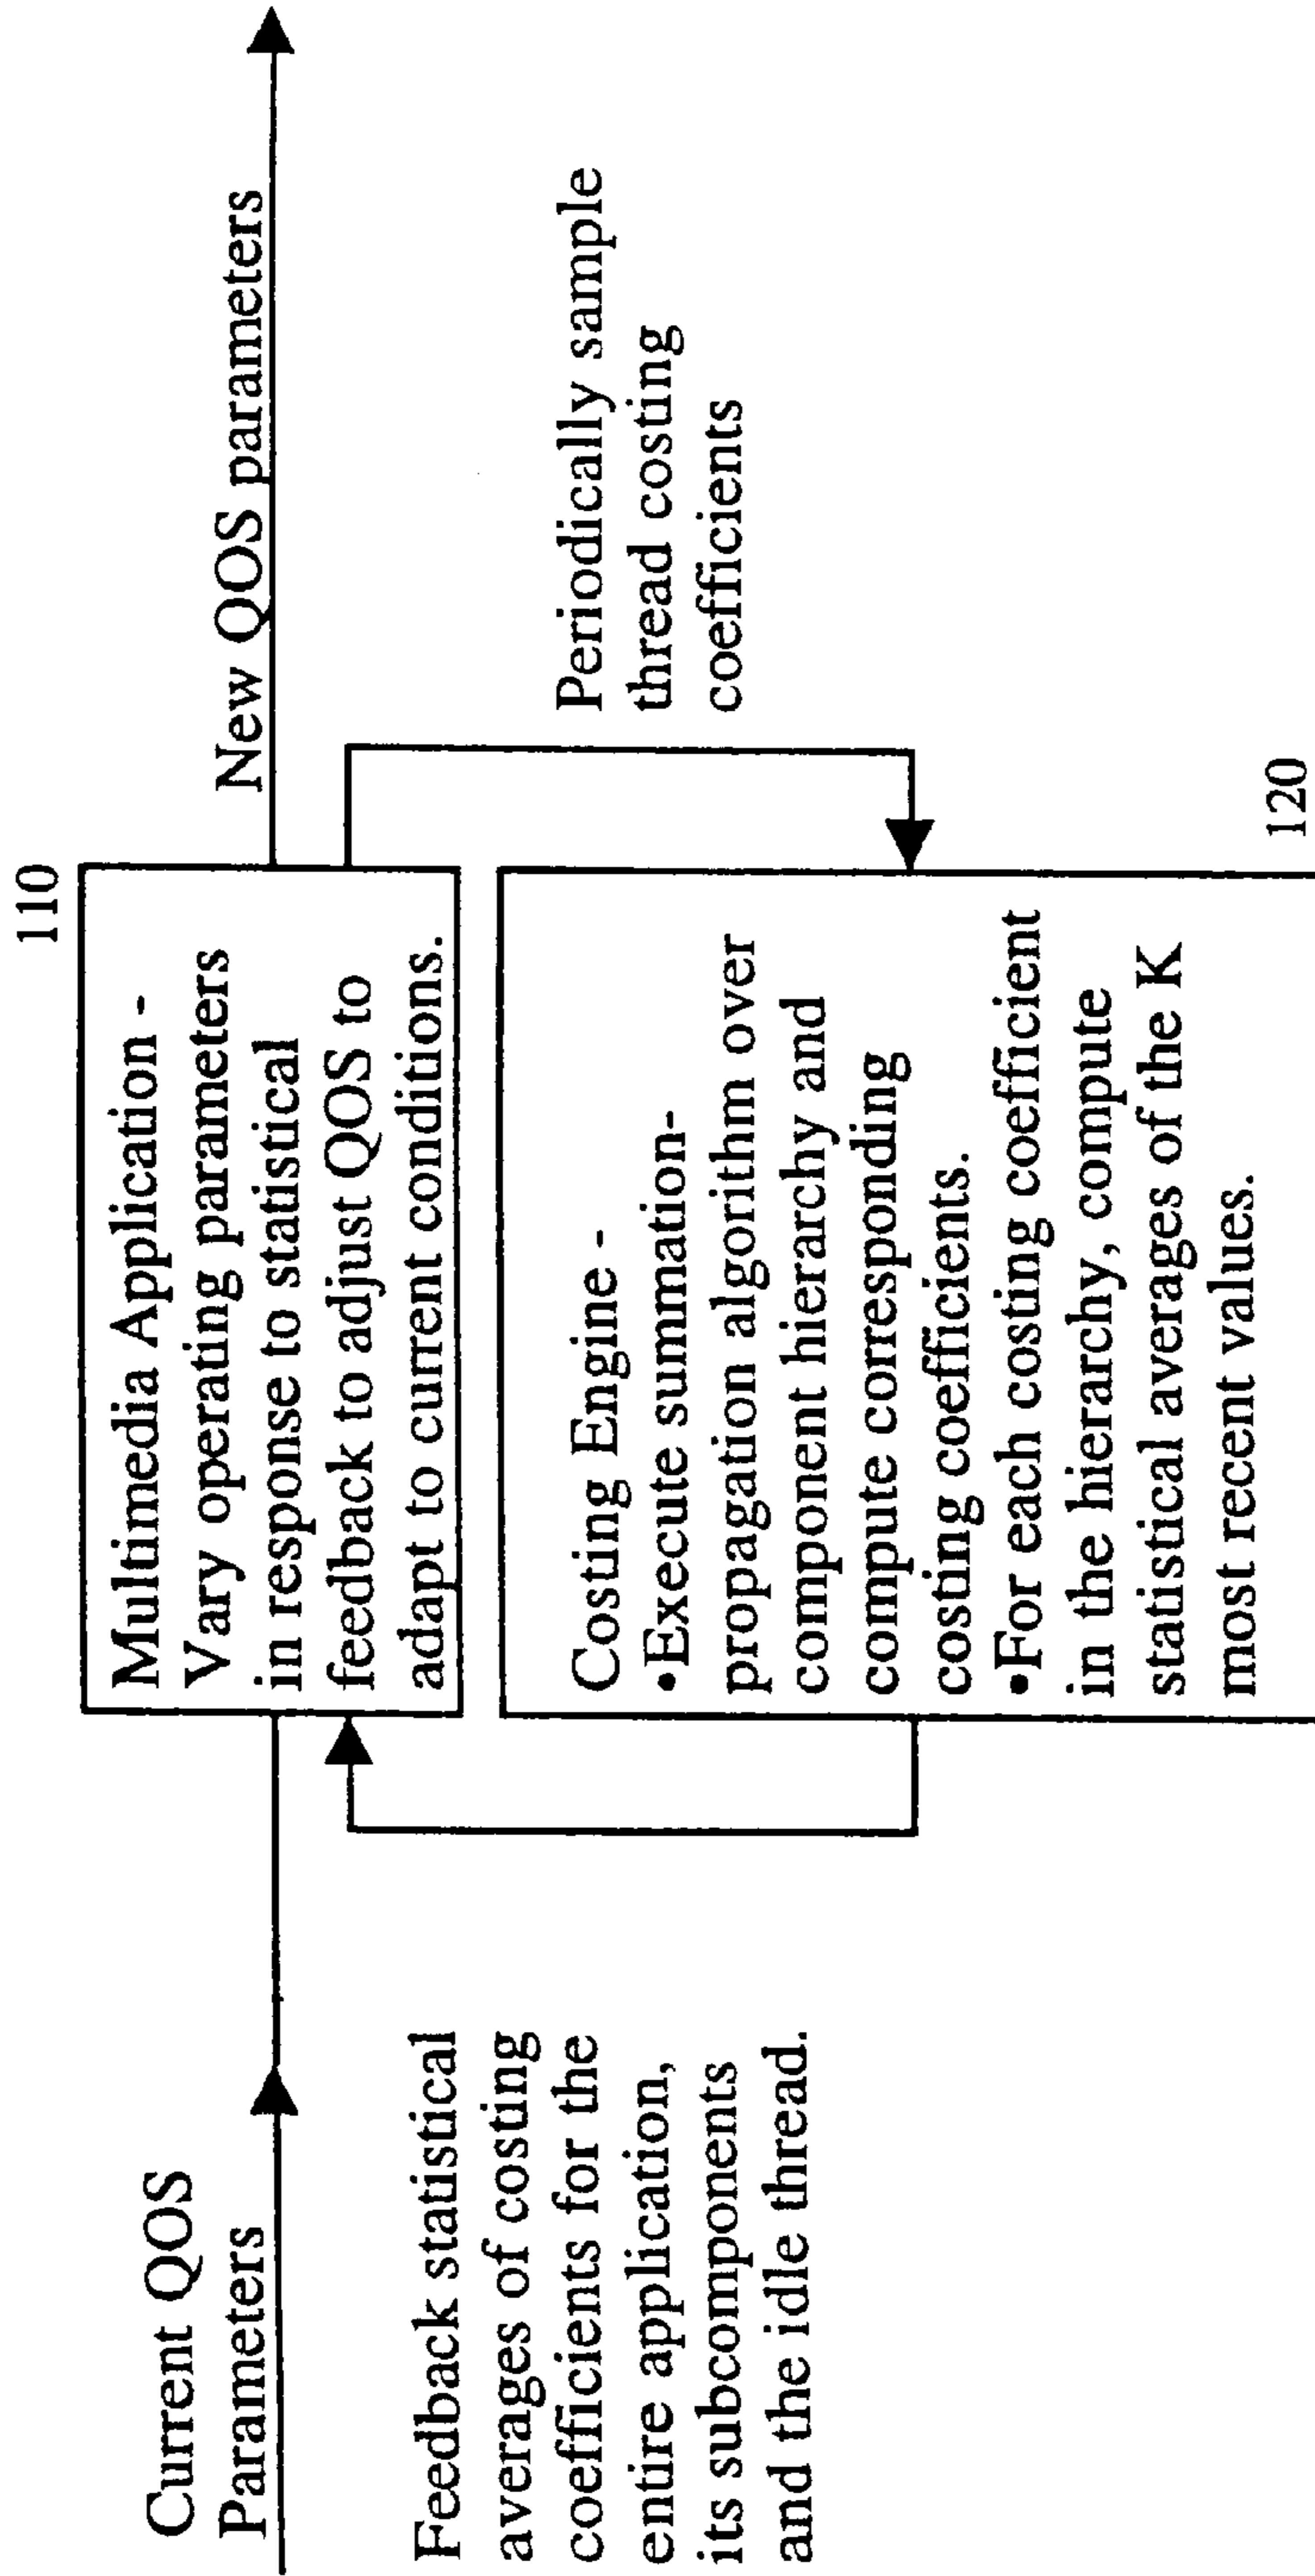 Current QOS
Parameters
Feedback statistical
averages of costing
coefficients for the
entire application,
its subcomponents
and the idle thread.
110
Multimedia Application -
Vary operating parameters
in response to statistical
feedback to adjust QOS to
adapt to current conditions.
Costing Engine -
•Execute summation-
propagation algorithm over
component hierarchy and
compute corresponding
costing coefficients.
•For each costing coefficient
in the hierarchy, compute
statistical averages of the K
most recent values.
120
New QOS parameters
Periodically sample
thread costing
coefficients